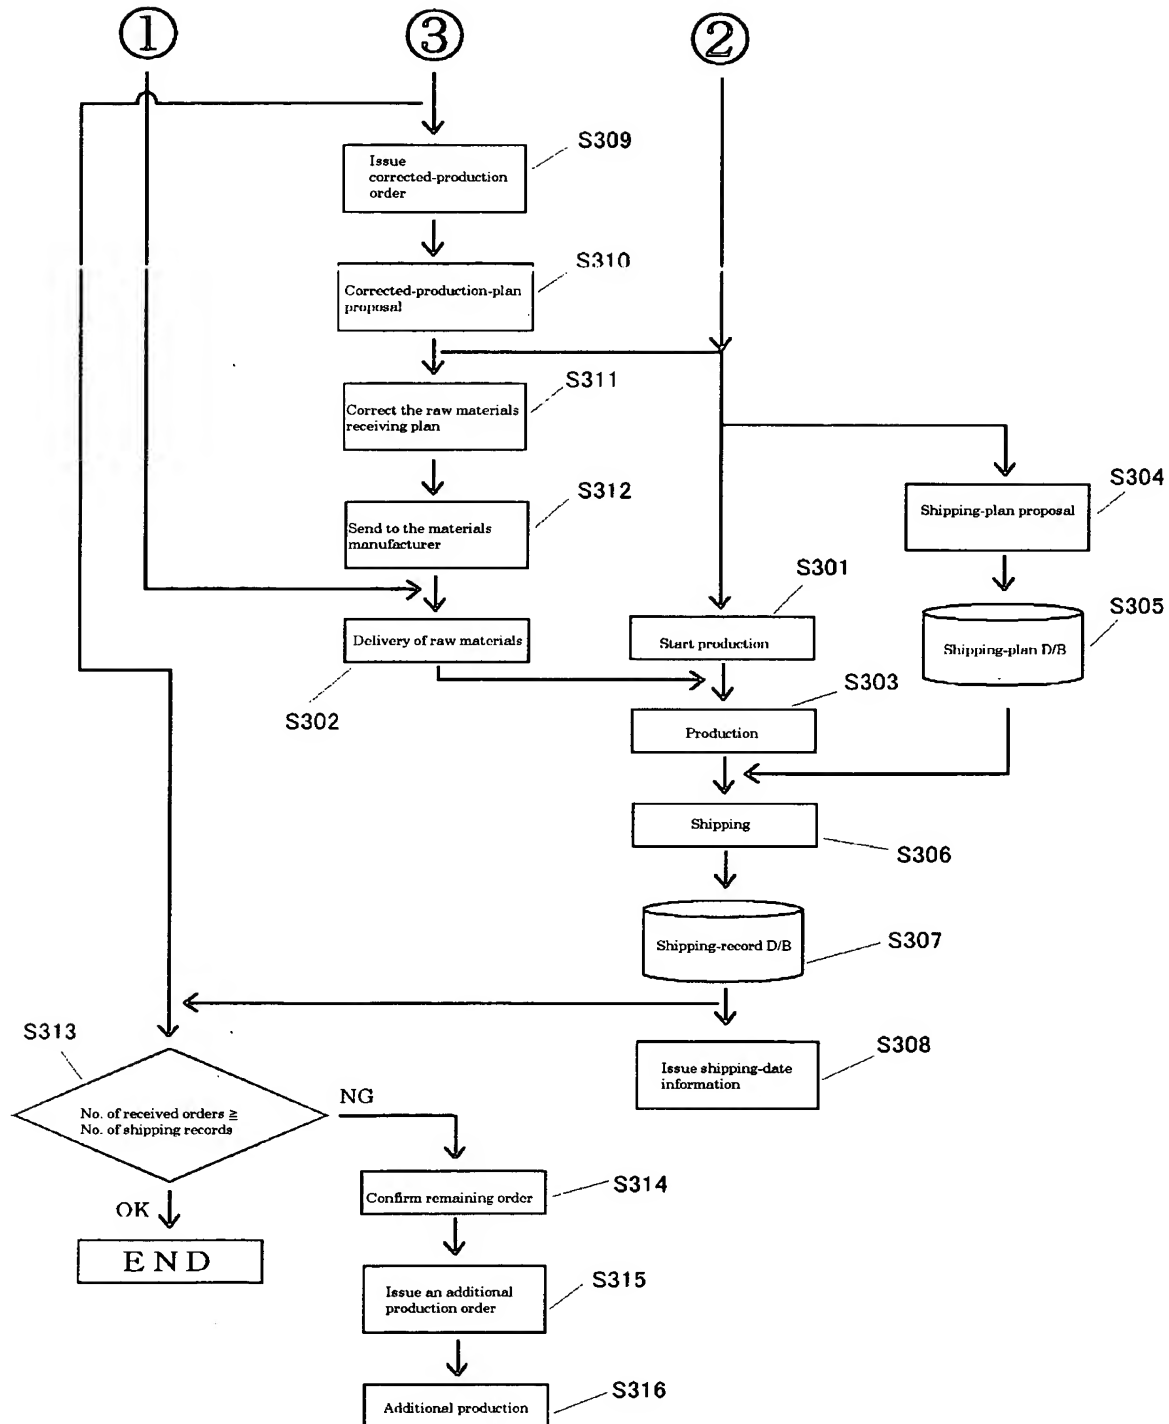 1
3
2
S309
Issue
corrected-production
order
S310
Corrected-production-plan
proposal
S311
Correct the raw materials
receiving plan
S304
Shipping-plan proposal
S312
Send to the materials
manufacturer
S301
S305
Start production
Shipping-plan D/B
Delivery of raw materials
S302
S303
Production
Shipping
S306
Shipping-record D/B
S307
S313
S308
Issue shipping-date
information
No. of received orders ≧
No. of shipping records
NG
S314
Confirm remaining order
OK
END
S315
Issue an additional
production order
S316
Additional production